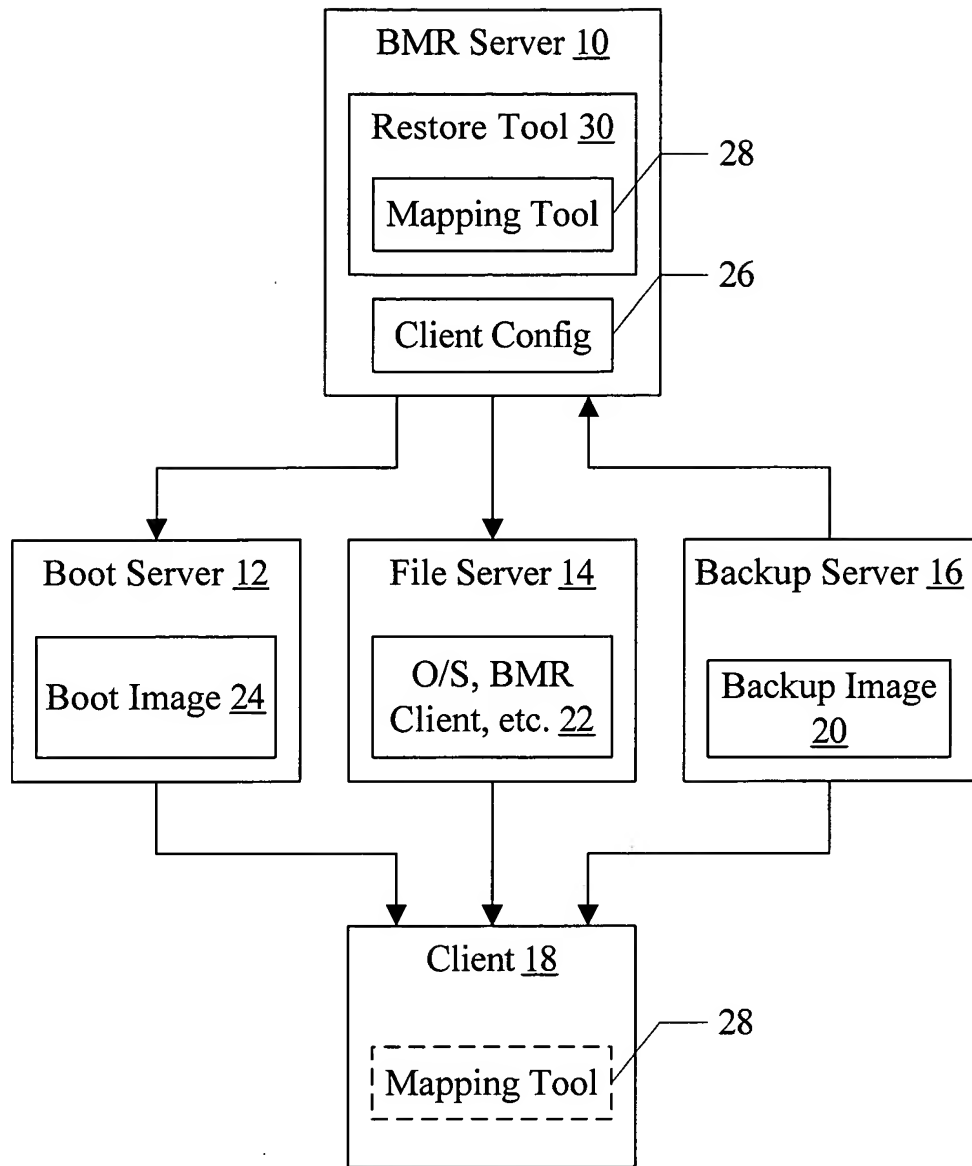 BMR Server 10
Restore Tool 30
28
Mapping Tool
26
Client Config
Boot Server 12
Boot Image 24
File Server 14
O/S, BMR
Client, etc. 22
Backup Server 16
Backup Image
20
Client 18
28
Mapping Tool